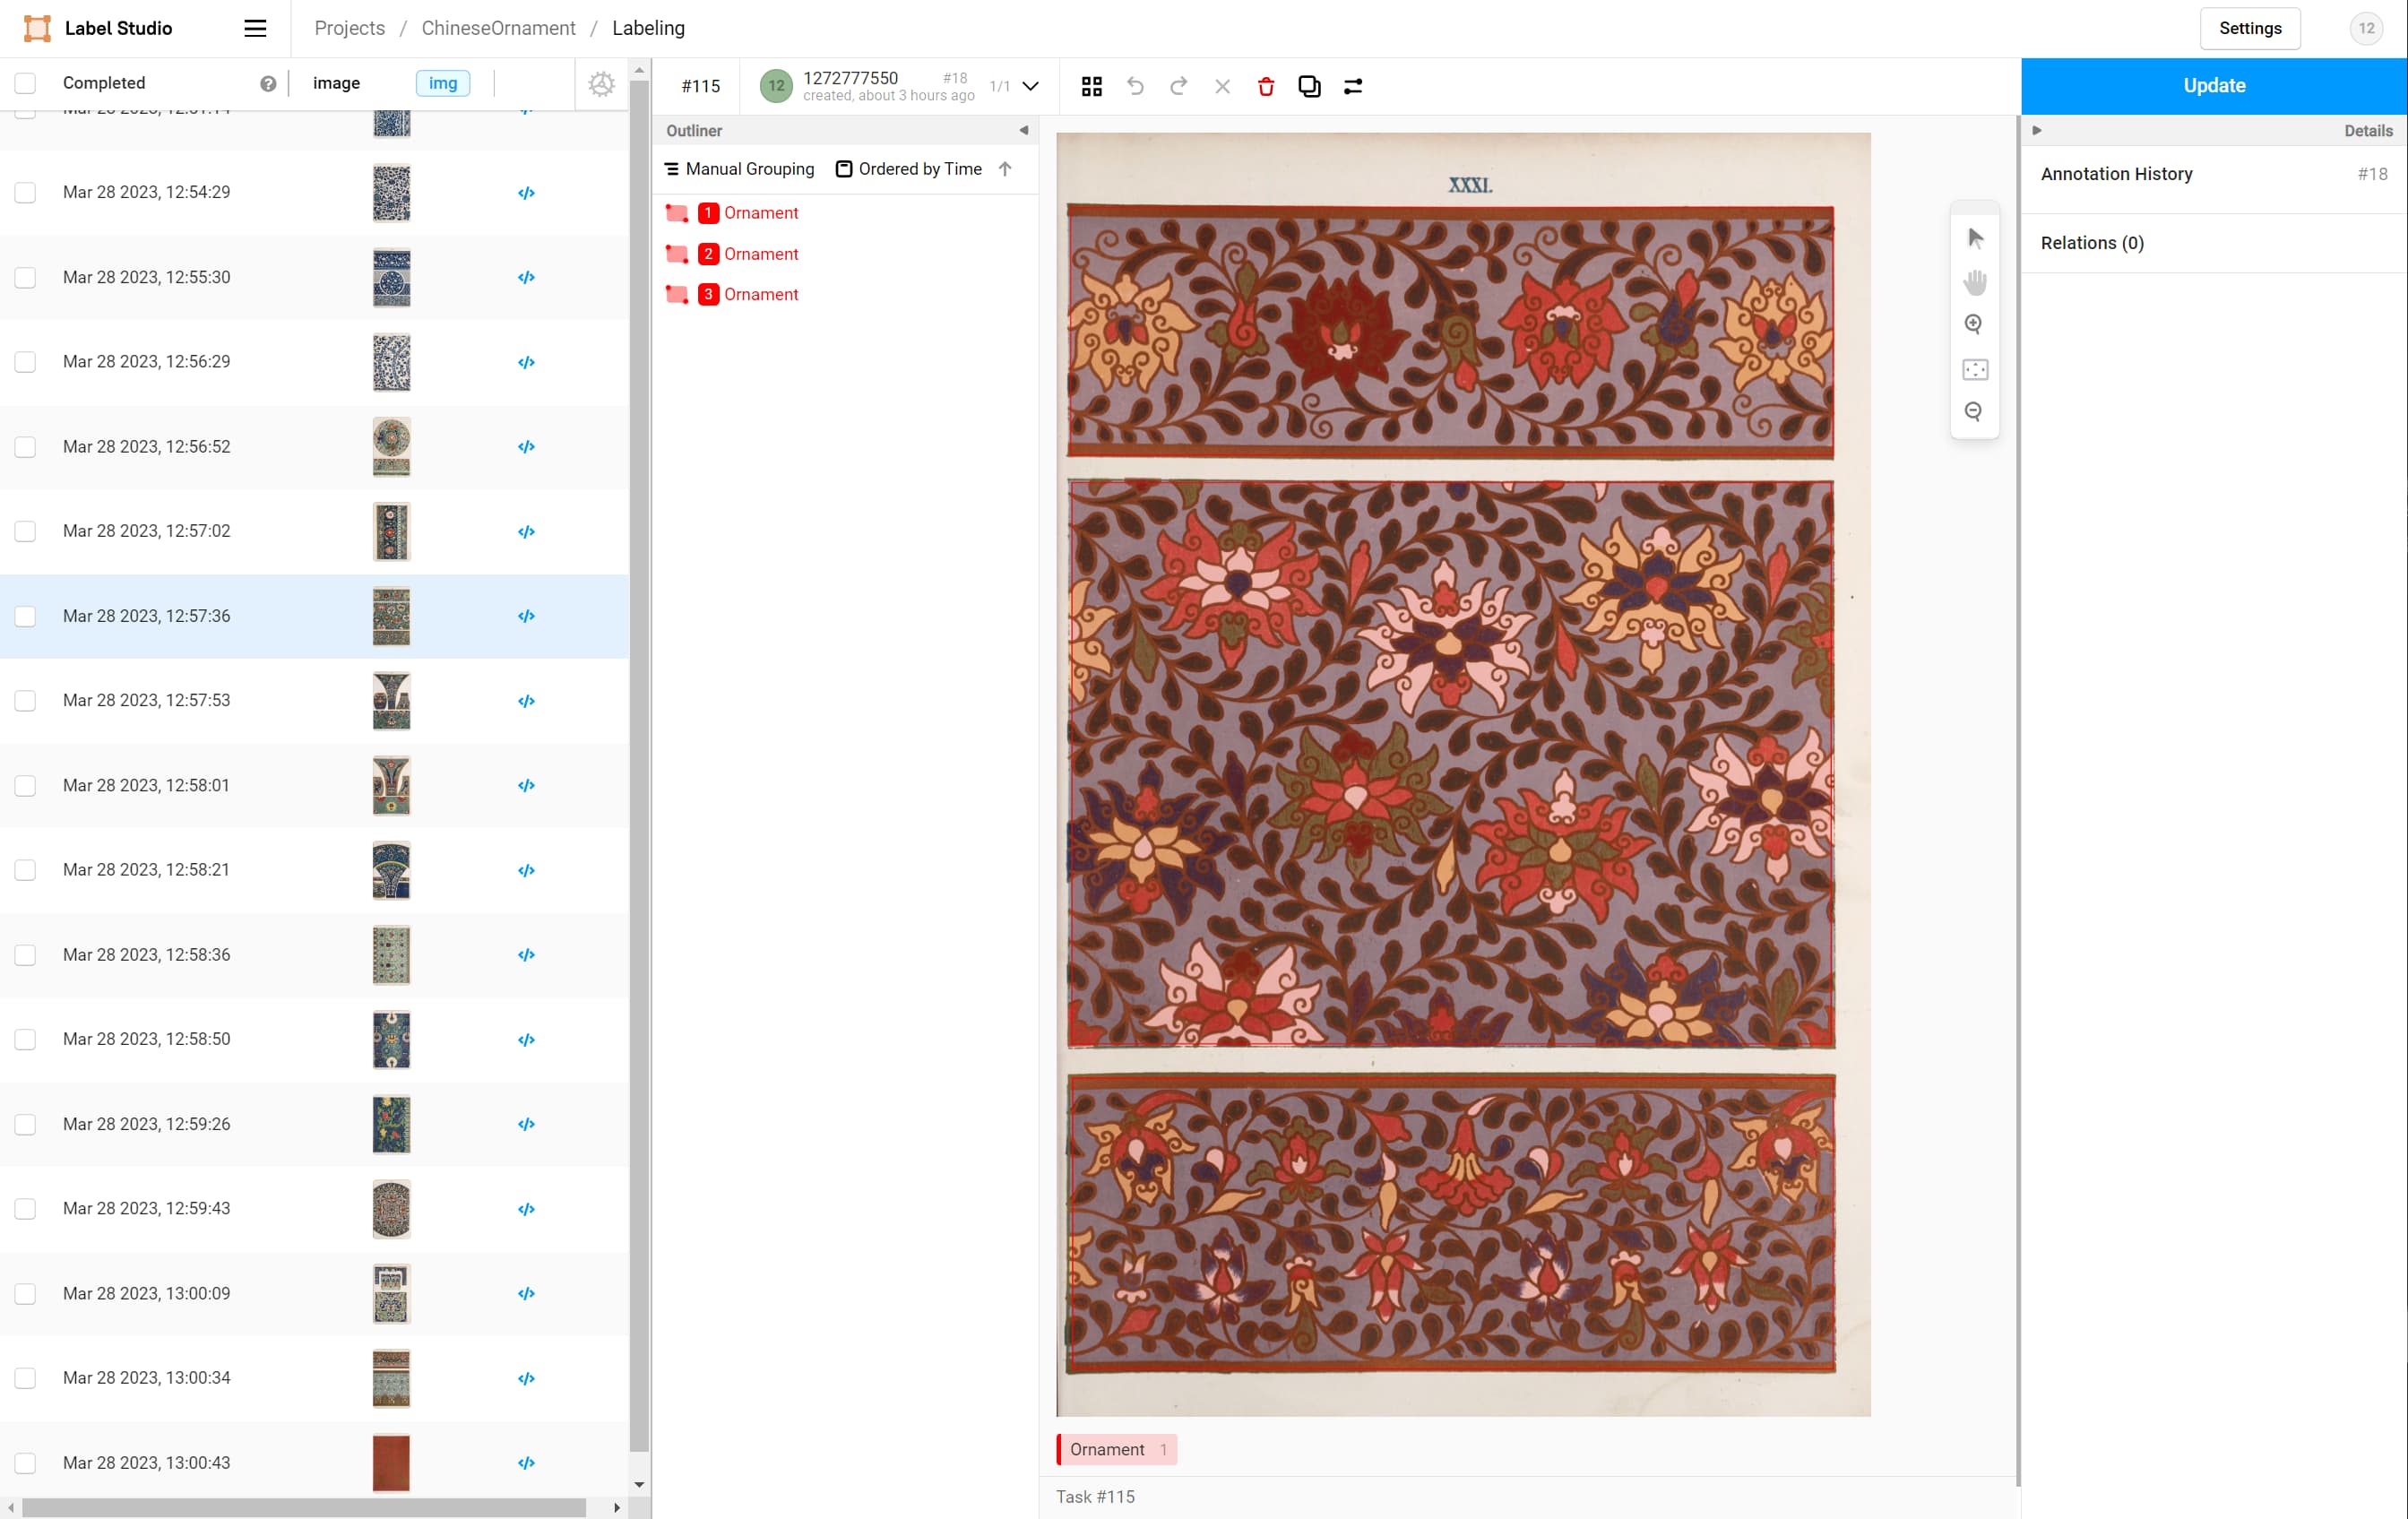 Label Studio
Projects / ChineseOrnament / Labeling
Settings
12
Completed
image
img
Mar 28 2023, 12:54:29
Mar 28 2023, 12:55:30
Mar 28 2023, 12:56:29
Mar 28 2023, 12:56:52
Mar 28 2023, 12:57:02
Mar 28 2023, 12:57:36
Mar 28 2023, 12:57:53
Mar 28 2023, 12:58:01
Mar 28 2023, 12:58:21
Mar 28 2023, 12:58:36
Mar 28 2023, 12:58:50
Mar 28 2023, 12:59:26
Mar 28 2023, 12:59:43
Mar 28 2023, 13:00:09
Mar 28 2023, 13:00:34
Mar 28 2023, 13:00:43
#115
12
1272777550 #18
created, about 3 hours ago
1/1
Outliner
Manual Grouping
Ordered by Time
1 Ornament
2 Ornament
3 Ornament
XXXI.
Ornament 1
Task #115
Update
Details
Annotation History #18
Relations (0)